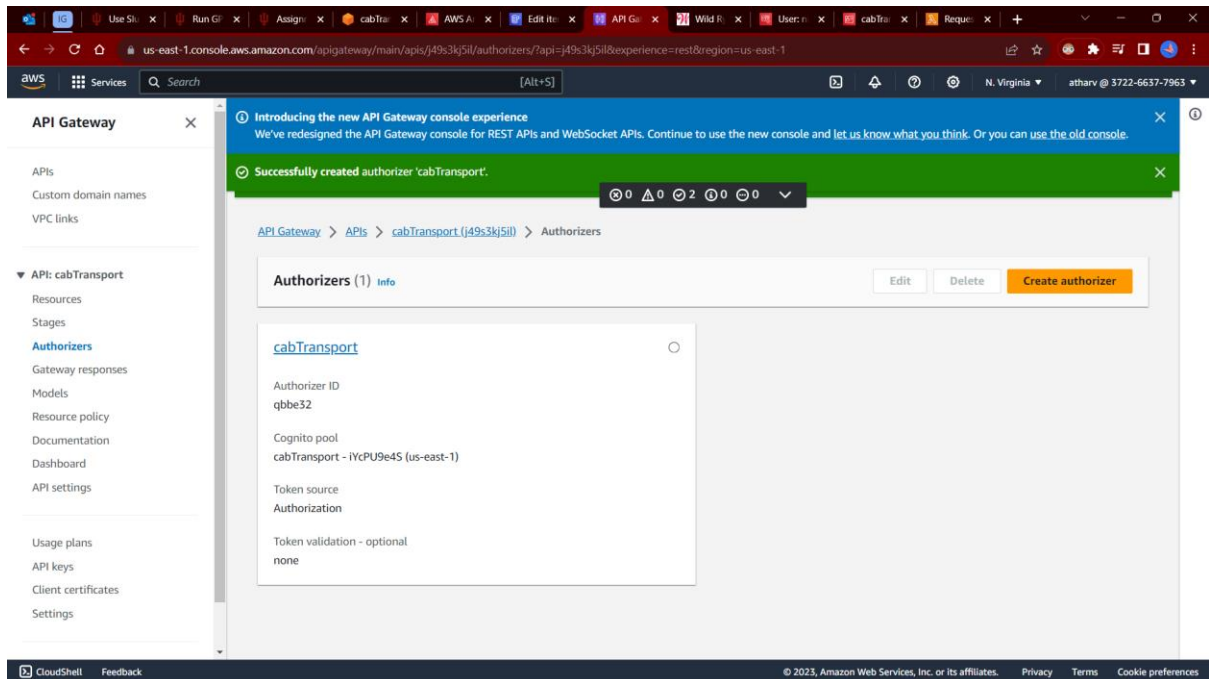 IG
Use Slu
Run GF
Assign
cabTrar
AWS A
Edit ite
API Ga
Wild R
User: n
cabTrar
Reques
us-east-1.console.aws.amazon.com/apigateway/main/apis/j49s3kj5il/authorizers/?api=j49s3kj5il&experience=rest&region=us-east-1
aws
Services
Search
[Alt+S]
N. Virginia
atharv @ 3722-6637-7963
API Gateway
APIs
Custom domain names
VPC links
API: cabTransport
Resources
Stages
Authorizers
Gateway responses
Models
Resource policy
Documentation
Dashboard
API settings
Usage plans
API keys
Client certificates
Settings
Introducing the new API Gateway console experience
We've redesigned the API Gateway console for REST APIs and WebSocket APIs. Continue to use the new console and let us know what you think. Or you can use the old console.
Successfully created authorizer 'cabTransport'.
0 0 2 0 0
API Gateway > APIs > cabTransport (j49s3kj5il) > Authorizers
Authorizers (1) Info
Edit
Delete
Create authorizer
cabTransport
Authorizer ID
qbbe32
Cognito pool
cabTransport - iYcPU9e4S (us-east-1)
Token source
Authorization
Token validation - optional
none
CloudShell
Feedback
© 2023, Amazon Web Services, Inc. or its affiliates.
Privacy
Terms
Cookie preferences